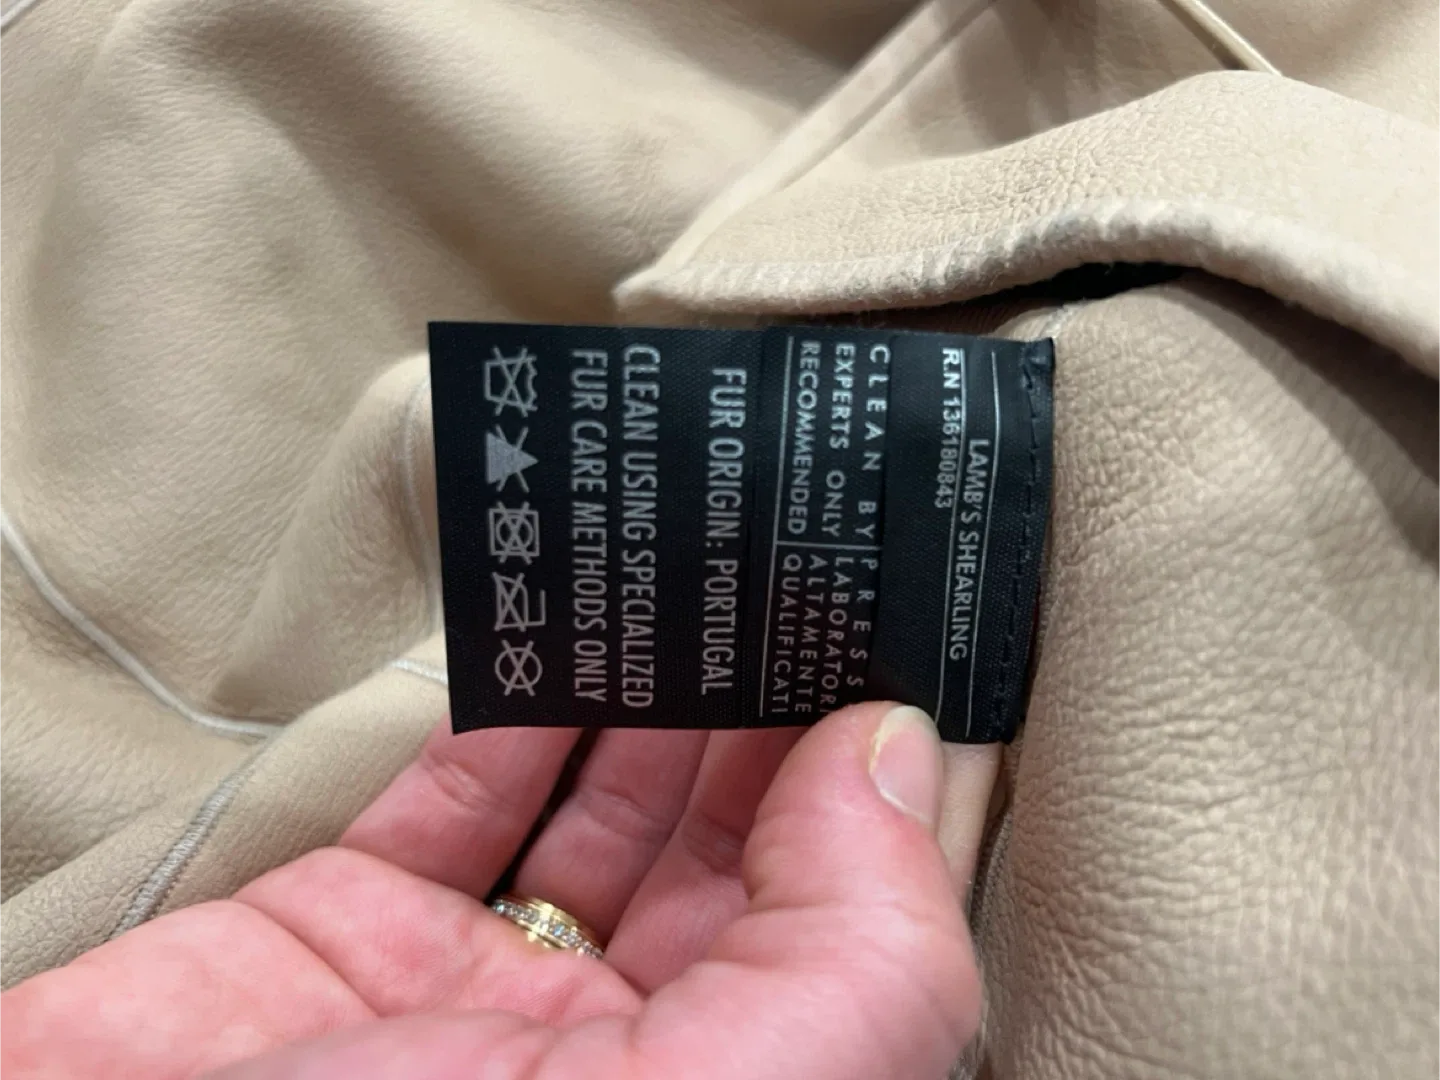 LAMB'S SHEARLING
R.N 136180843
CLEAN BY
EXPERTS ONLY
RECOMMENDED
PRESS
LABORATORI
ALTAMENTE
QUALIFICATI
FUR ORIGIN: PORTUGAL
CLEAN USING SPECIALIZED
FUR CARE METHODS ONLY